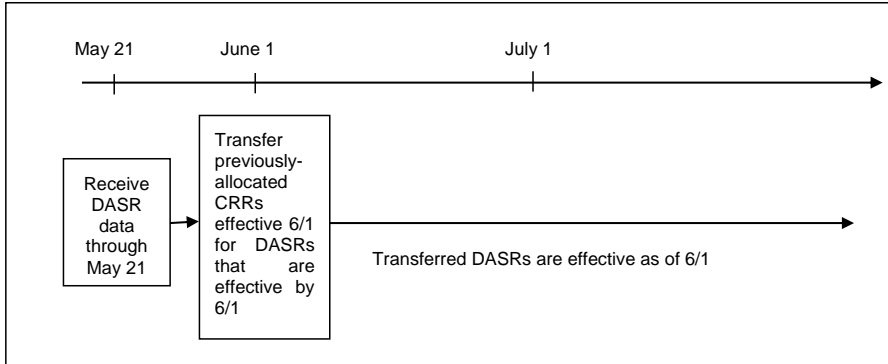 May 21
June 1
July 1
Receive
DASR
data
through
May 21
Transfer
previously-
allocated
CRRs
effective 6/1
for DASRs
that are
effective by
6/1
Transferred DASRs are effective as of 6/1